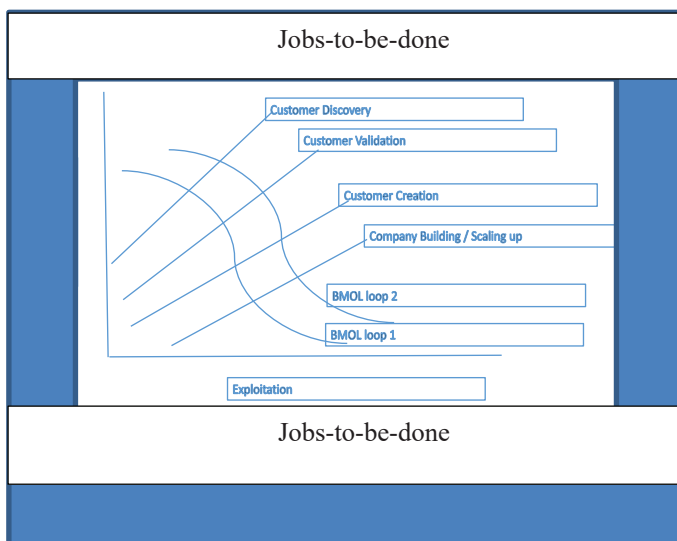 Jobs-to-be-done
Customer Discovery
Customer Validation
Customer Creation
Company Building / Scaling up
BMOL loop 2
BMOL loop 1
Exploitation
Jobs-to-be-done